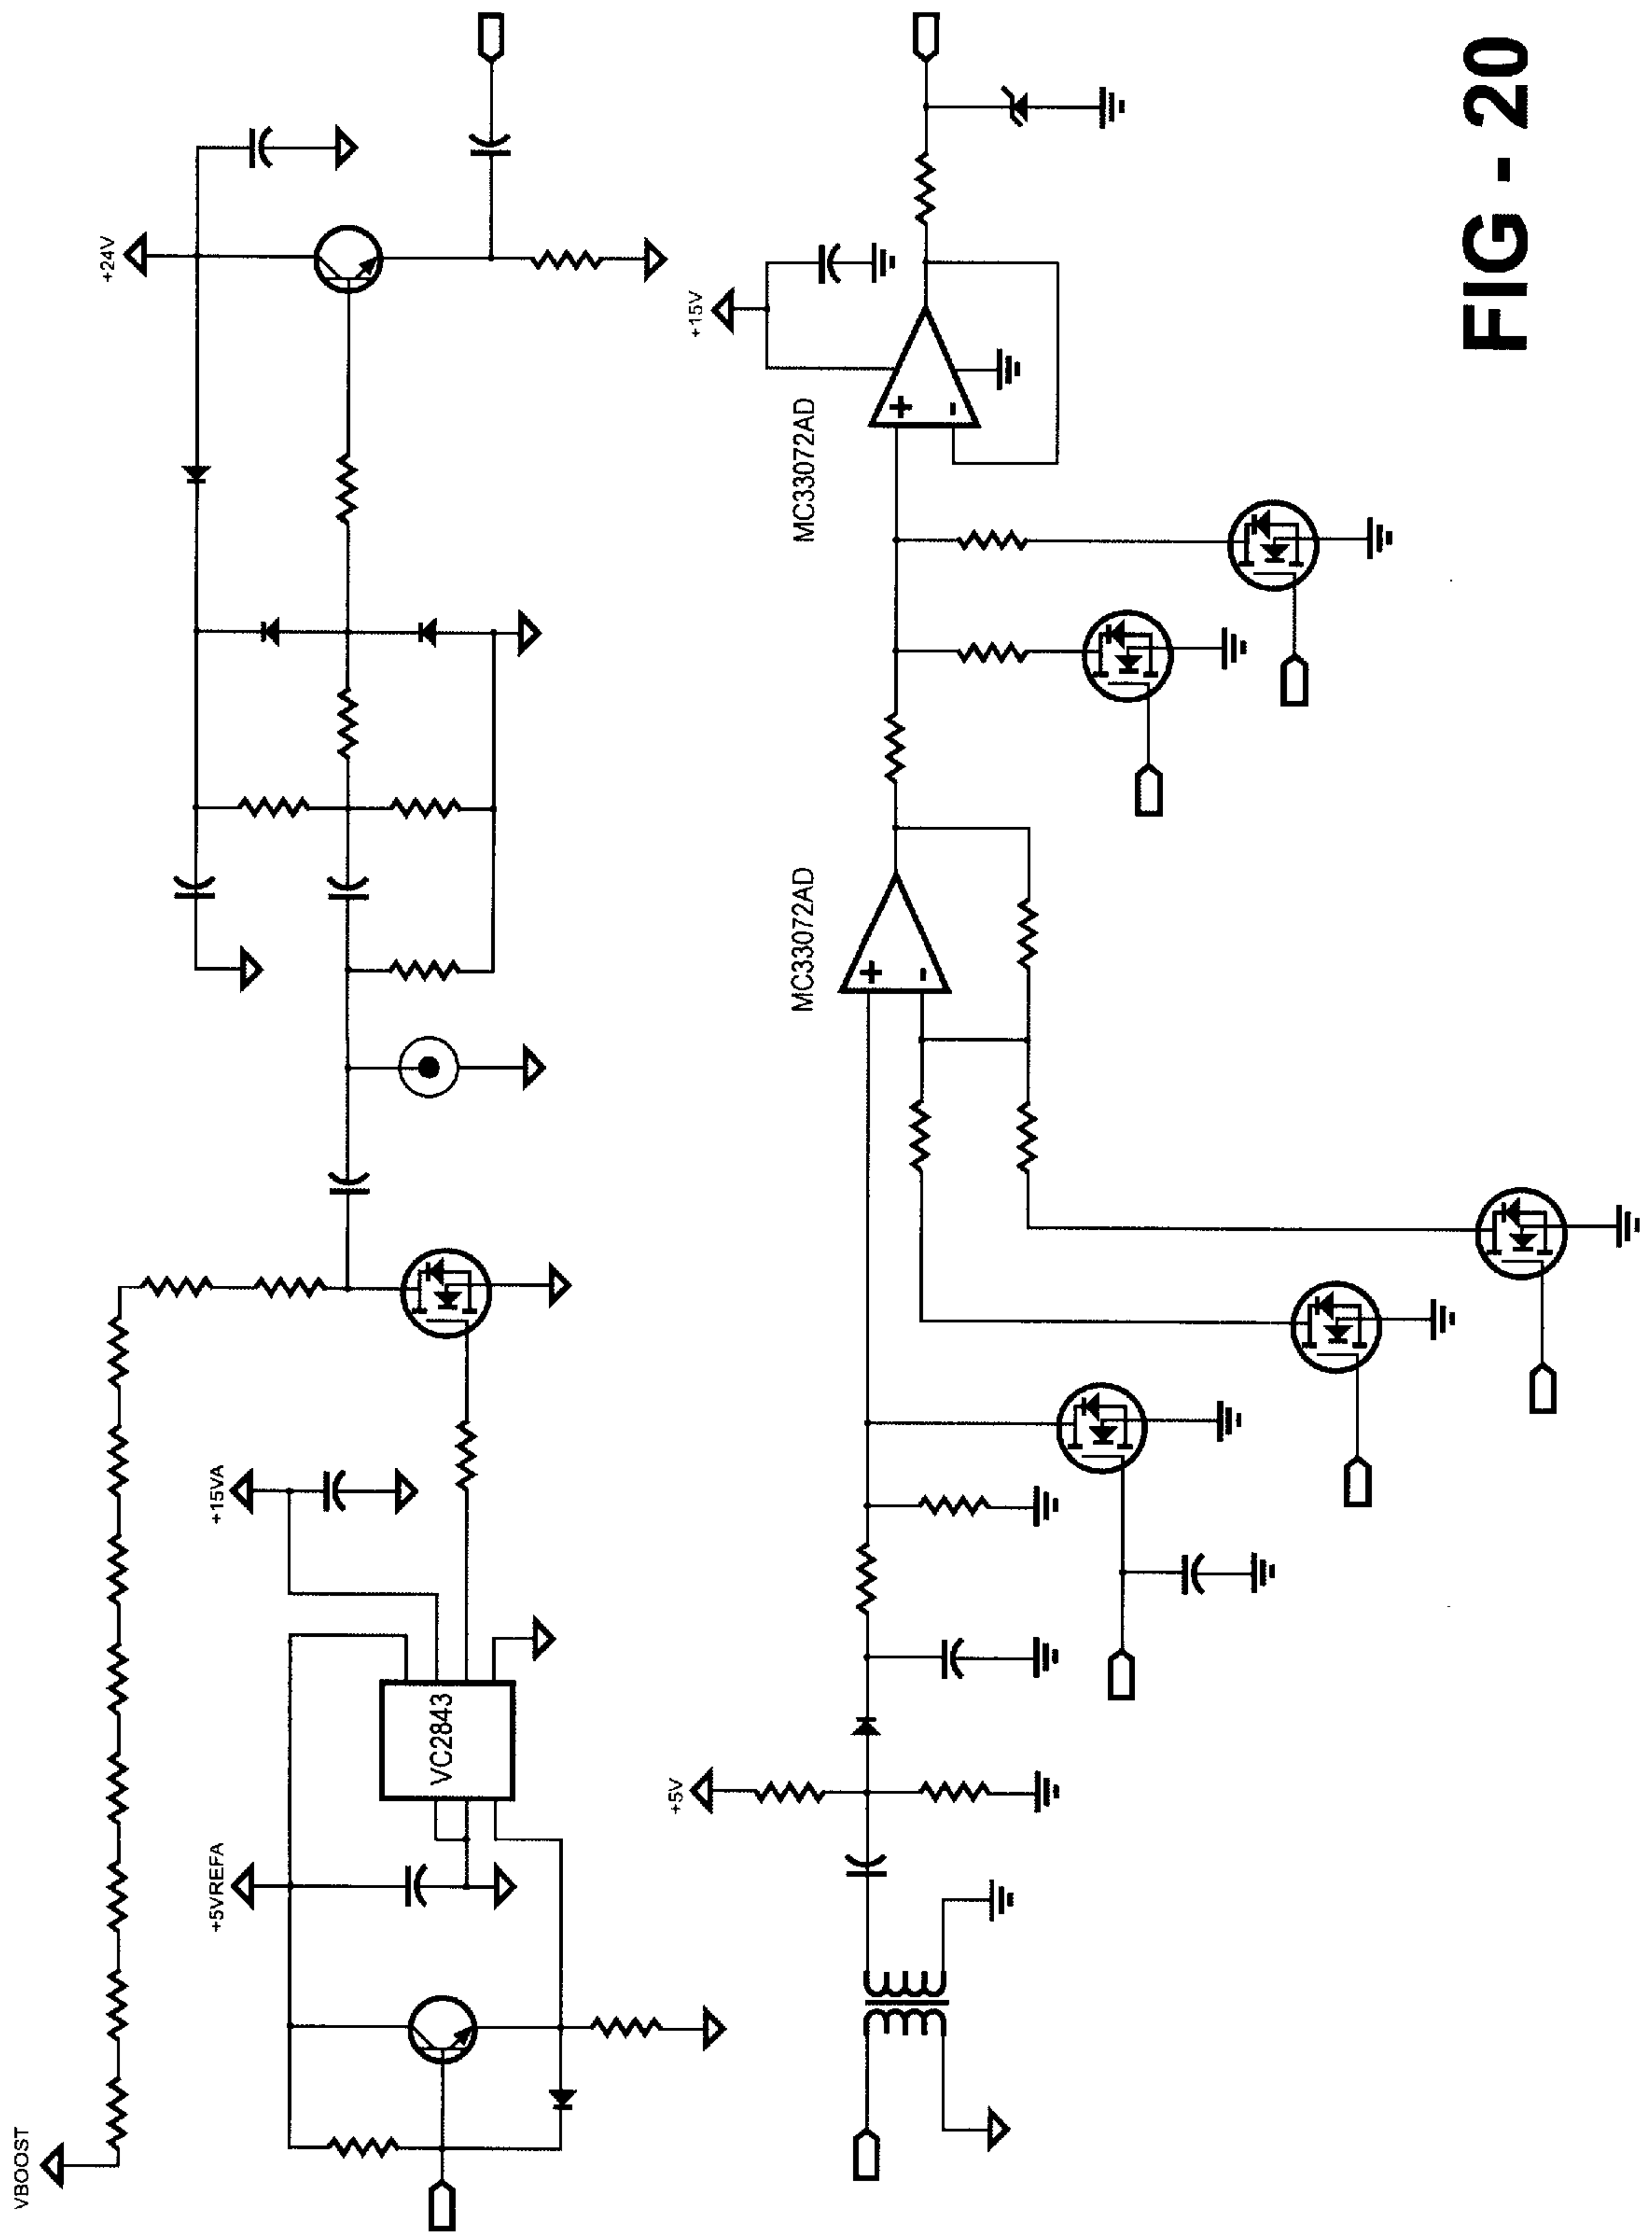 VBOOST
+5VREFA
+15VA
VC2843
+24V
+5V
MC33072AD
+
-
+15V
MC33072AD
+
-
FIG - 20